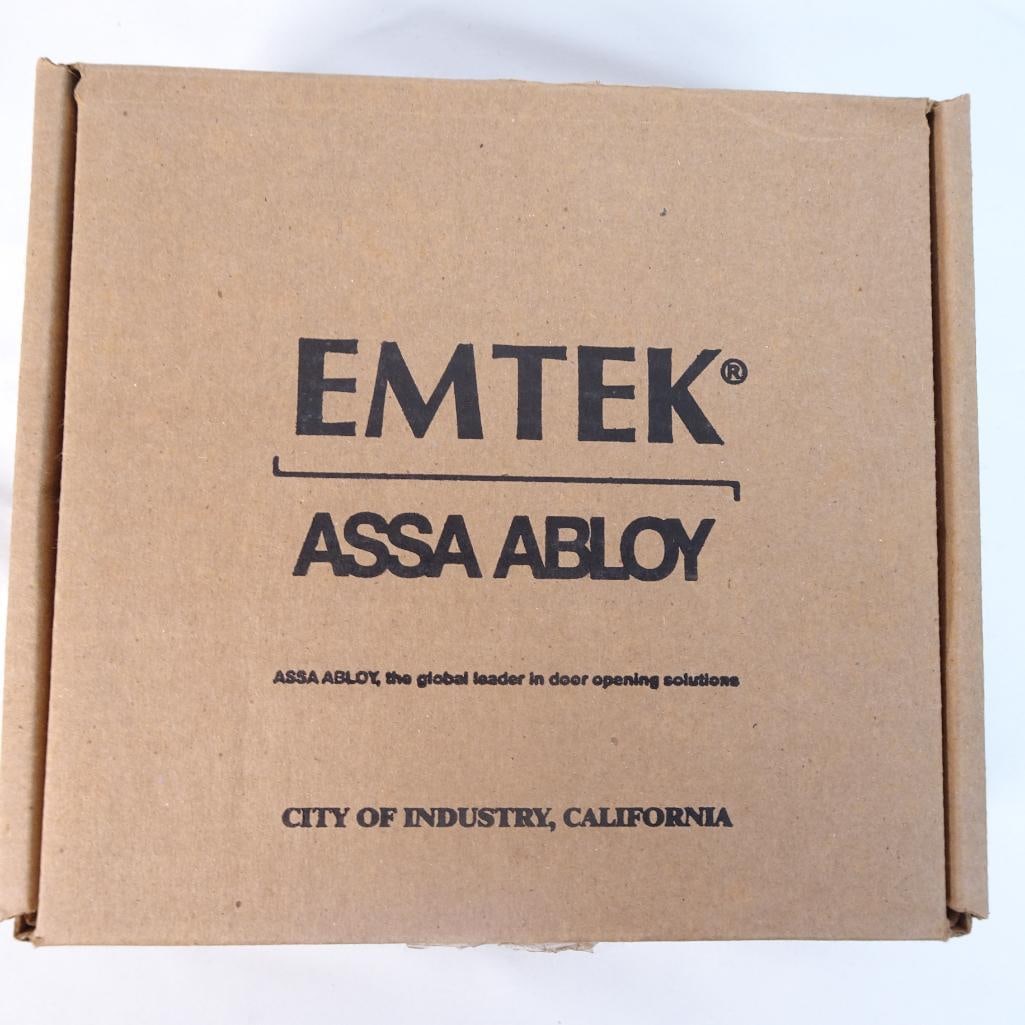 EMTEK®
ASSA ABLOY
ASSA ABLOY, the global leader in door opening solutions
CITY OF INDUSTRY, CALIFORNIA